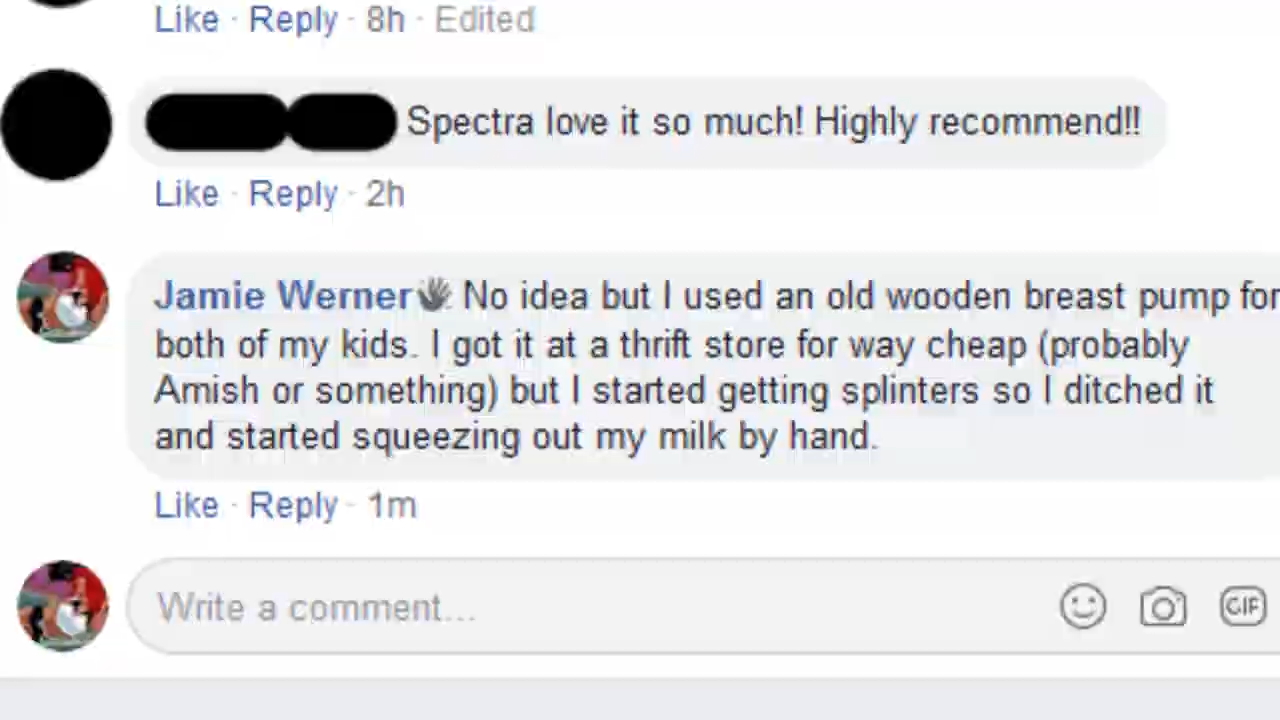 Like · Reply · 8h · Edited
Spectra love it so much! Highly recommend!!
Like · Reply · 2h
Jamie Werner👋 No idea but I used an old wooden breast pump for
both of my kids. I got it at a thrift store for way cheap (probably
Amish or something) but I started getting splinters so I ditched it
and started squeezing out my milk by hand.
Like · Reply · 1m
Write a comment...
GIF